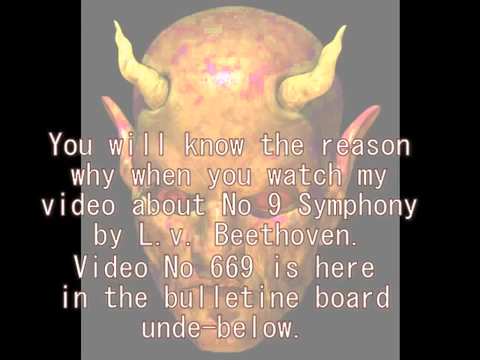 You will know the reason
why when you watch my
video about No 9 Symphony
by L.v. Beethoven.
Video No 669 is here
in the bulletine board
unde-below.